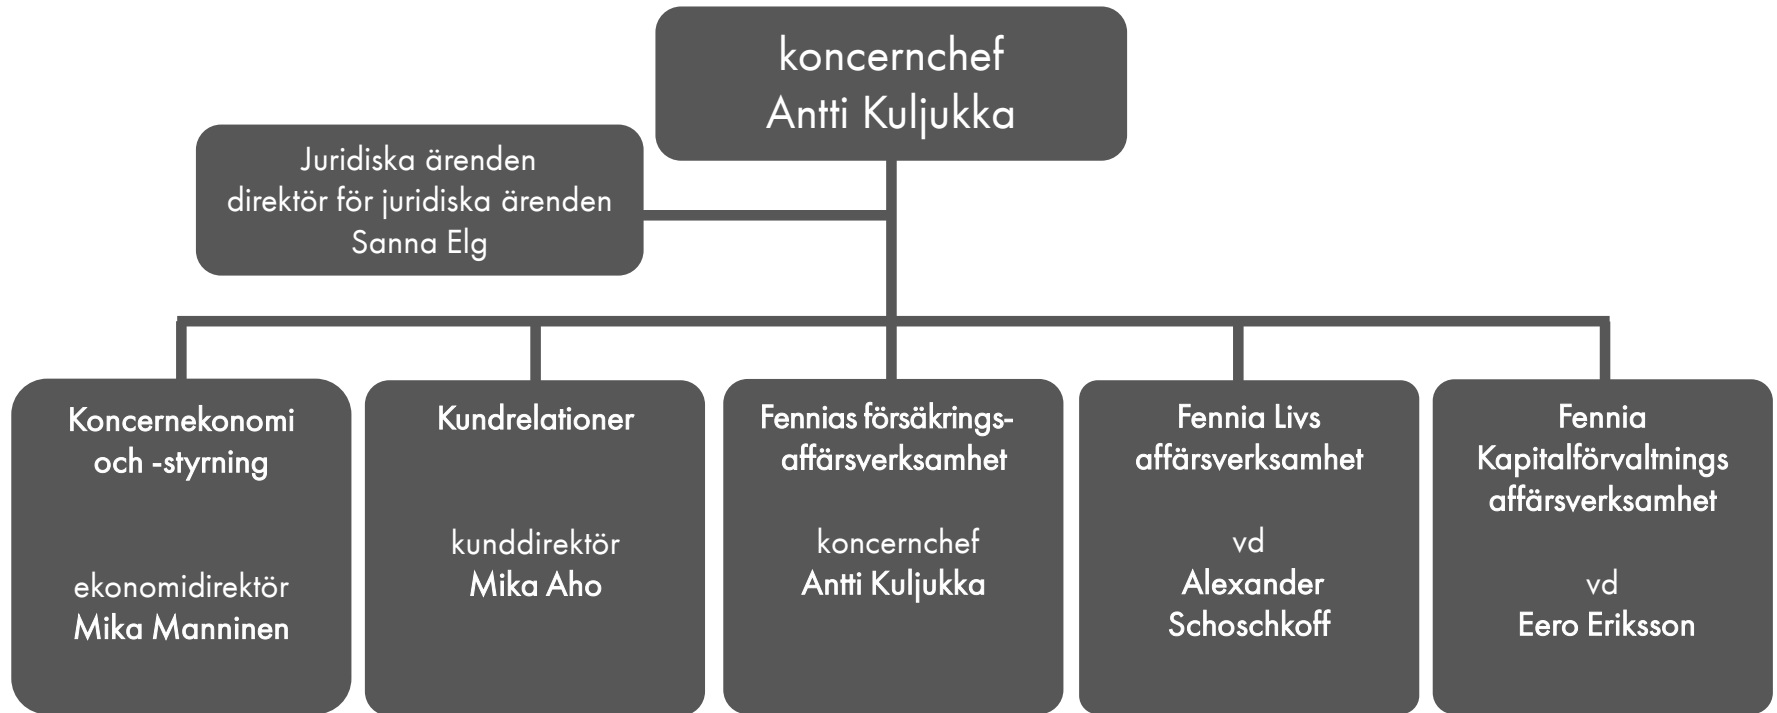 koncernchef
Antti Kuljukka
Juridiska ärenden
direktör för juridiska ärenden
Sanna Elg
Koncernekonomi
och -styrning
ekonomidirektör
Mika Manninen
Kundrelationer
kunddirektör
Mika Aho
Fennias försäkrings-
affärsverksamhet
koncernchef
Antti Kuljukka
Fennia Livs
affärsverksamhet
vd
Alexander
Schoschkoff
Fennia
Kapitalförvaltnings
affärsverksamhet
vd
Eero Eriksson